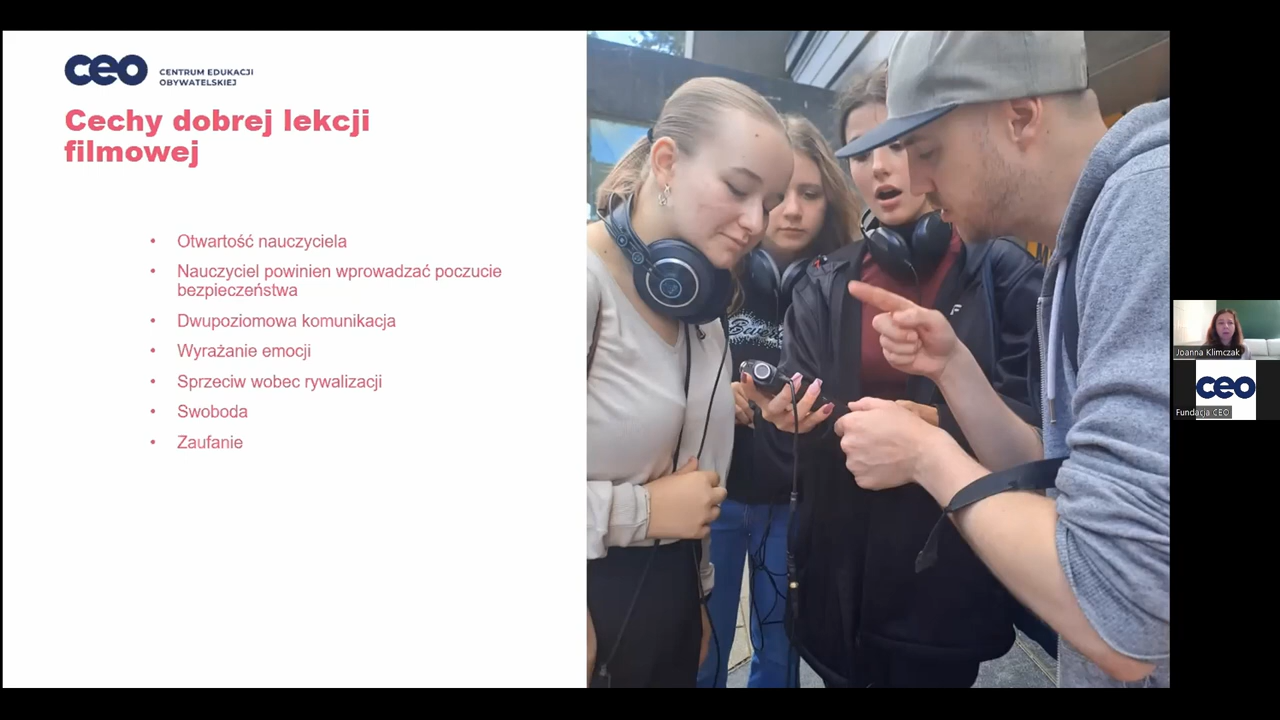 ceo CENTRUM EDUKACJI
OBYWATELSKIEJ
Cechy dobrej lekcji
filmowej
• Otwartość nauczyciela
• Nauczyciel powinien wprowadzać poczucie
bezpieczeństwa
• Dwupoziomowa komunikacja
• Wyrażanie emocji
• Sprzeciw wobec rywalizacji
• Swoboda
• Zaufanie
Joanna Klimczak
ceo
Fundacja CEO